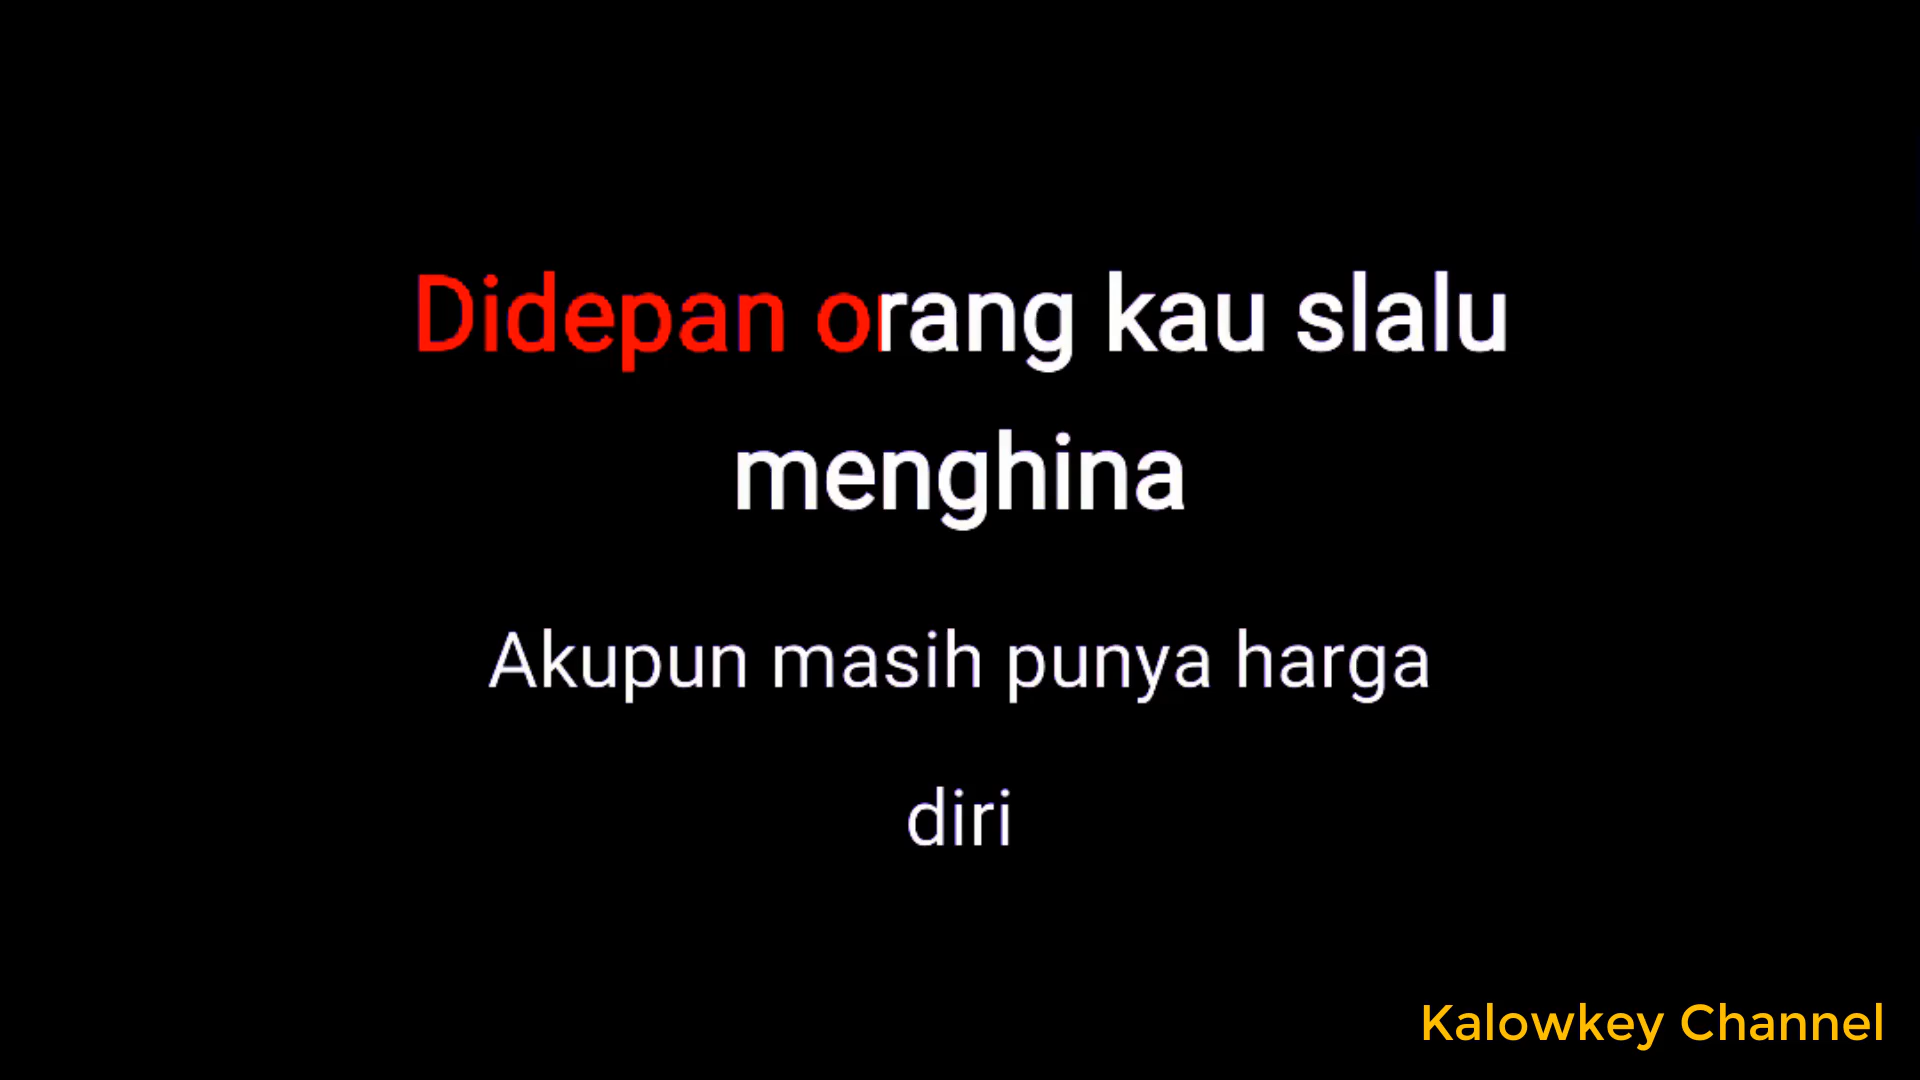 Didepan orang kau slalu
menghina
Akupun masih punya harga
diri
Kalowkey Channel